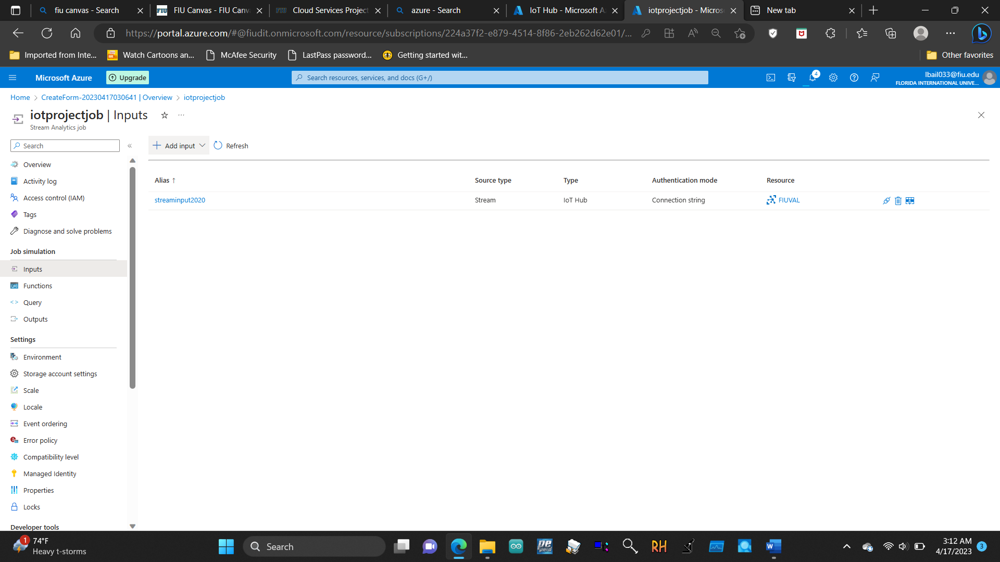 fiu canvas - Search
FIU Canvas - FIU Canv
Cloud Services Project
azure - Search
IoT Hub - Microsoft A
iotprojectjob - Micros
New tab
https://portal.azure.com/#@fiudit.onmicrosoft.com/resource/subscriptions/224a37f2-e879-4514-8f86-2eb262d62e01/...
Imported from Inte...
Watch Cartoons an...
McAfee Security
LastPass password...
Getting started wit...
Other favorites
Microsoft Azure
Upgrade
Search resources, services, and docs (G+/)
4
lbail033@fiu.edu
FLORIDA INTERNATIONAL UNIVE...
Home > CreateForm-20230417030641 | Overview > iotprojectjob
iotprojectjob | Inputs
Stream Analytics job
Search
Add input
Refresh
Overview
Activity log
Access control (IAM)
Tags
Diagnose and solve problems
Job simulation
Inputs
Functions
Query
Outputs
Settings
Environment
Storage account settings
Scale
Locale
Event ordering
Error policy
Compatibility level
Managed Identity
Properties
Locks
Developer tools
Alias ↑ Source type Type Authentication mode Resource
streaminput2020 Stream IoT Hub Connection string FIUVAL
1
74°F
Heavy t-storms
Search
RH
3:12 AM
4/17/2023
3